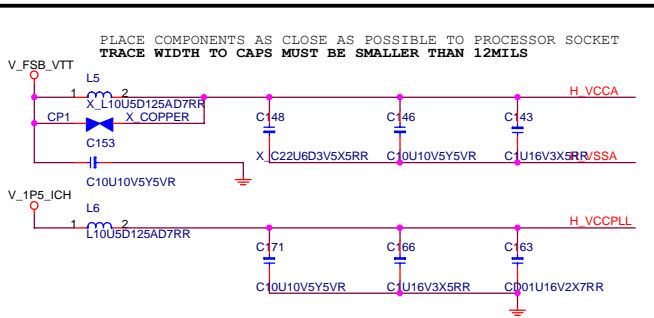 PLACE COMPONENTS AS CLOSE AS POSSIBLE TO PROCESSOR SOCKET
TRACE WIDTH TO CAPS MUST BE SMALLER THAN 12MILS
V_FSB_VTT
L5
1 2
X_L10U5D125AD7RR
H_VCCA
CP1 X_COPPER
C148 C146 C143
C153
X_C22U6D3V5X5RR C10U10V5Y5VR C1U16V3X5RR
H_VSSA
C10U10V5Y5VR
V_1P5_ICH
L6
1 2
L10U5D125AD7RR
H_VCCPLL
C171 C166 C163
C10U10V5Y5VR C1U16V3X5RR CD01U16V2X7RR